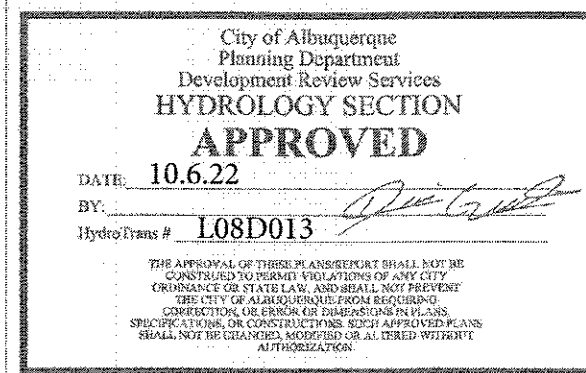 City of Albuquerque
Planning Department
Development Review Services
HYDROLOGY SECTION
APPROVED
DATE: 10.6.22
BY:
HydroTrans # L08D013
THE APPROVAL OF THESE PLANS/REPORT SHALL NOT BE
CONSTRUED TO PERMIT VIOLATIONS OF ANY CITY
ORDINANCE OR STATE LAW, AND SHALL NOT PREVENT
THE CITY OF ALBUQUERQUE FROM REQUIRING
CORRECTION, OR ERROR OR DIMENSIONS IN PLANS,
SPECIFICATIONS, OR CONSTRUCTIONS. SUCH APPROVED PLANS
SHALL NOT BE CHANGED, MODIFIED OR ALTERED WITHOUT
AUTHORIZATION.